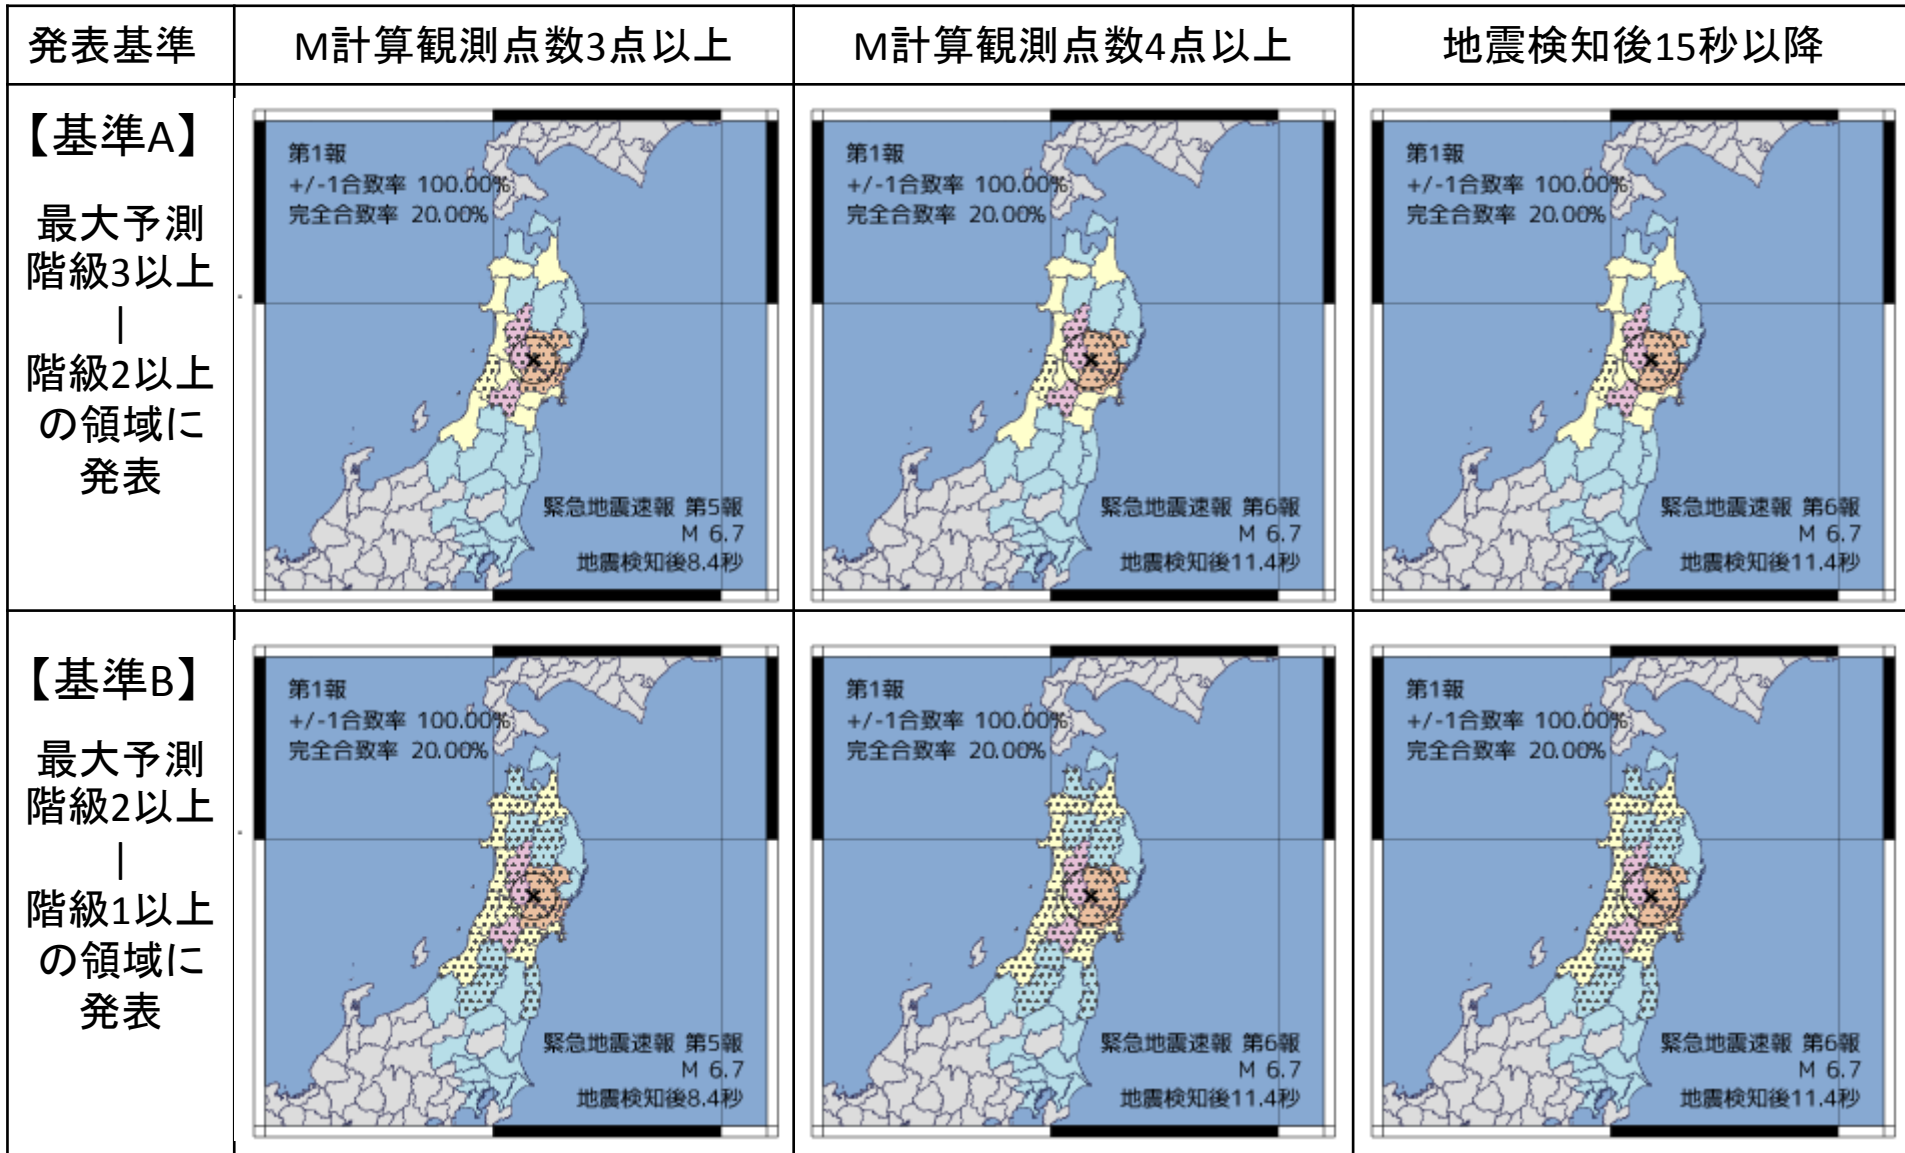 発表基準
M計算観測点数3点以上
M計算観測点数4点以上
地震検知後15秒以降
【基準A】
最大予測
階級3以上
|
階級2以上
の領域に
発表
第1報
+/-1合致率 100.00%
完全合致率 20.00%
緊急地震速報 第5報
M 6.7
地震検知後8.4秒
第1報
+/-1合致率 100.00%
完全合致率 20.00%
緊急地震速報 第6報
M 6.7
地震検知後11.4秒
第1報
+/-1合致率 100.00%
完全合致率 20.00%
緊急地震速報 第6報
M 6.7
地震検知後11.4秒
【基準B】
最大予測
階級2以上
|
階級1以上
の領域に
発表
第1報
+/-1合致率 100.00%
完全合致率 20.00%
緊急地震速報 第5報
M 6.7
地震検知後8.4秒
第1報
+/-1合致率 100.00%
完全合致率 20.00%
緊急地震速報 第6報
M 6.7
地震検知後11.4秒
第1報
+/-1合致率 100.00%
完全合致率 20.00%
緊急地震速報 第6報
M 6.7
地震検知後11.4秒